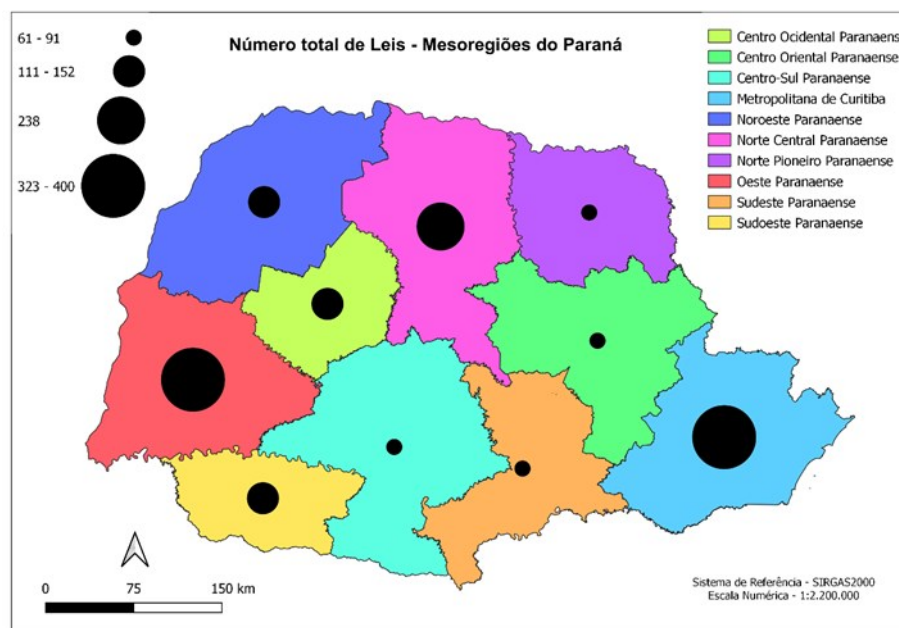 Número total de Leis - Mesoregiões do Paraná
61 - 91
111 - 152
238
323 - 400
Centro Ocidental Paranaens
Centro Oriental Paranaense
Centro-Sul Paranaense
Metropolitana de Curitiba
Noroeste Paranaense
Norte Central Paranaense
Norte Pioneiro Paranaense
Oeste Paranaense
Sudeste Paranaense
Sudoeste Paranaense
0 75 150 km
Sistema de Referência - SIRGAS2000
Escala Numérica - 1:2.200.000